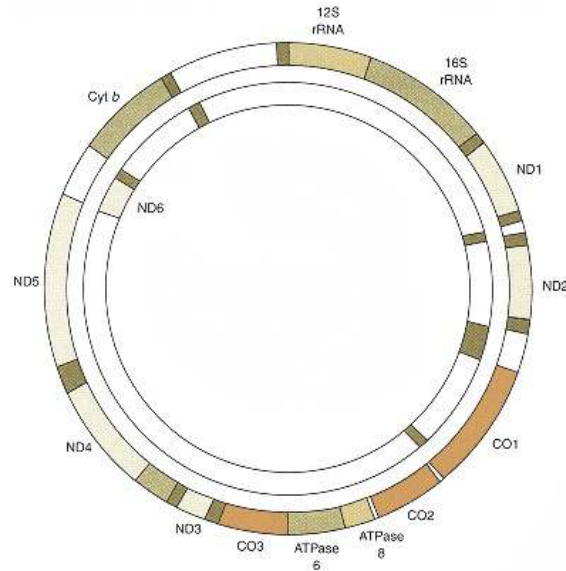 12S
rRNA
16S
rRNA
ND1
ND2
CO1
CO2
ATPase
8
ATPase
6
CO3
ND3
ND4
ND5
ND6
Cyt b